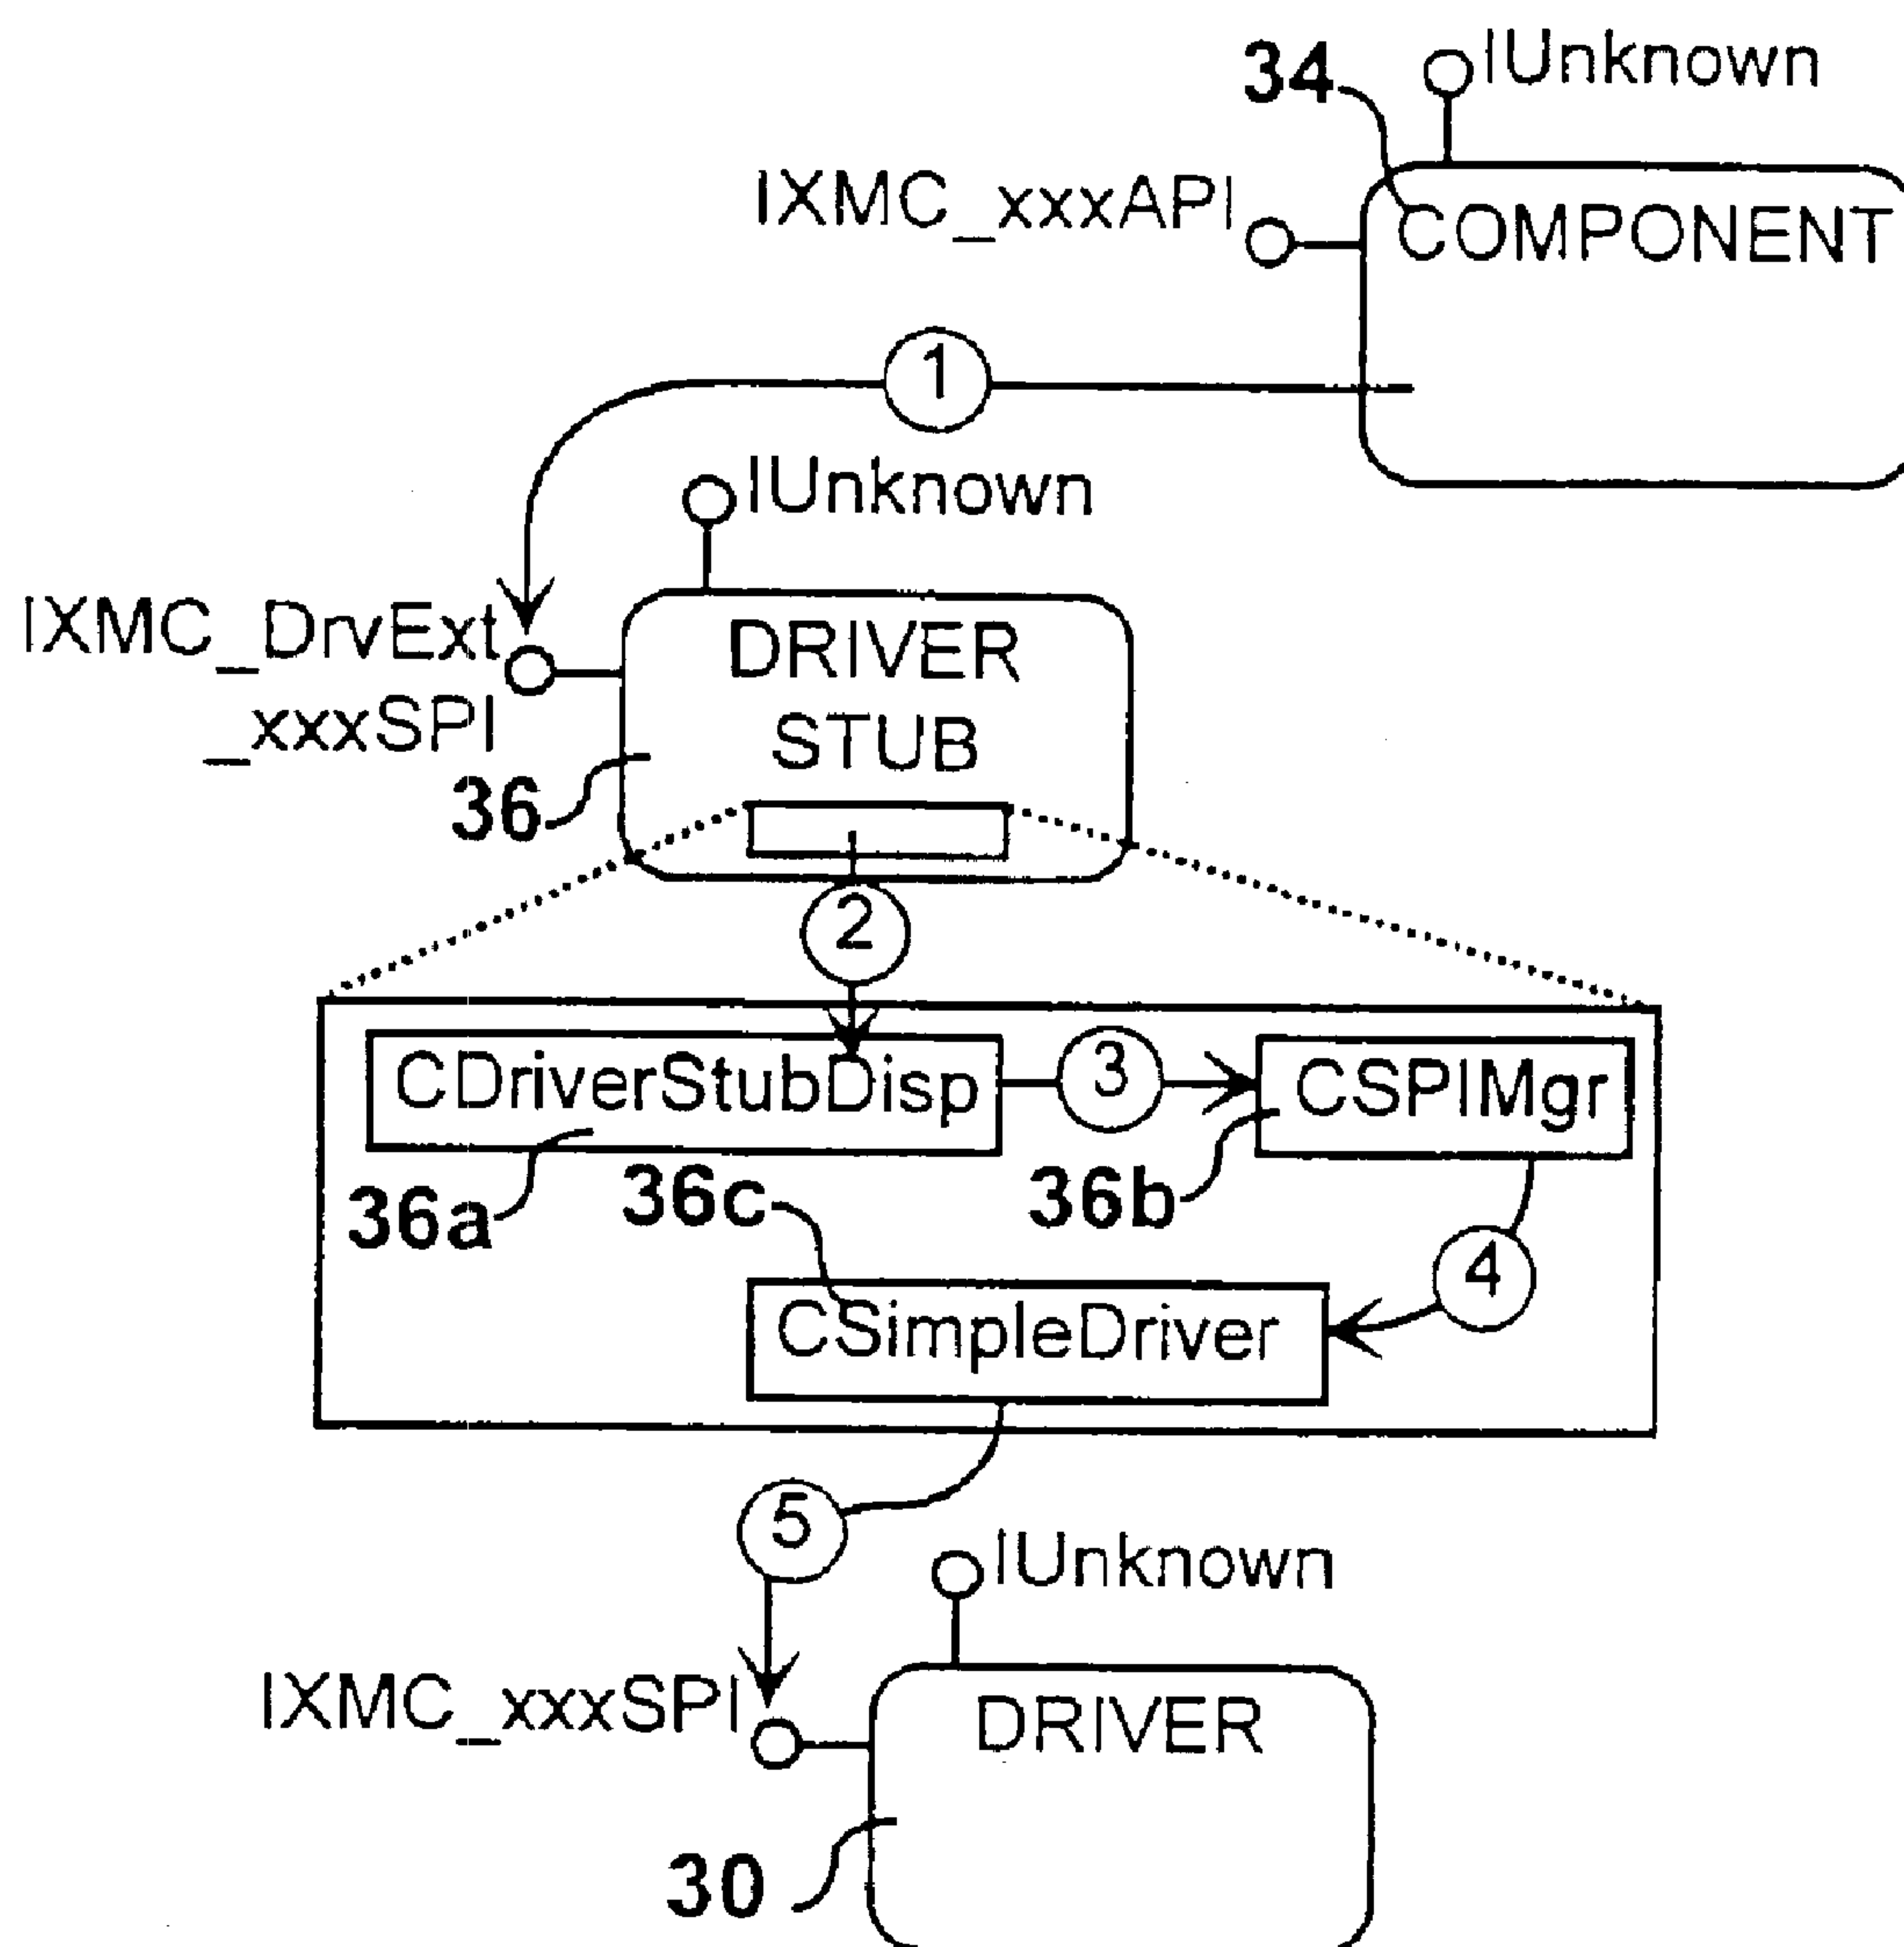 34
IUnknown
IXMC_xxxAPI
COMPONENT
1
IUnknown
IXMC_DrvExt
_xxxSPI
DRIVER
STUB
36
2
CDriverStubDisp
3
CSPIMgr
36a
36c
36b
4
CSimpleDriver
5
IUnknown
IXMC_xxxSPI
DRIVER
30